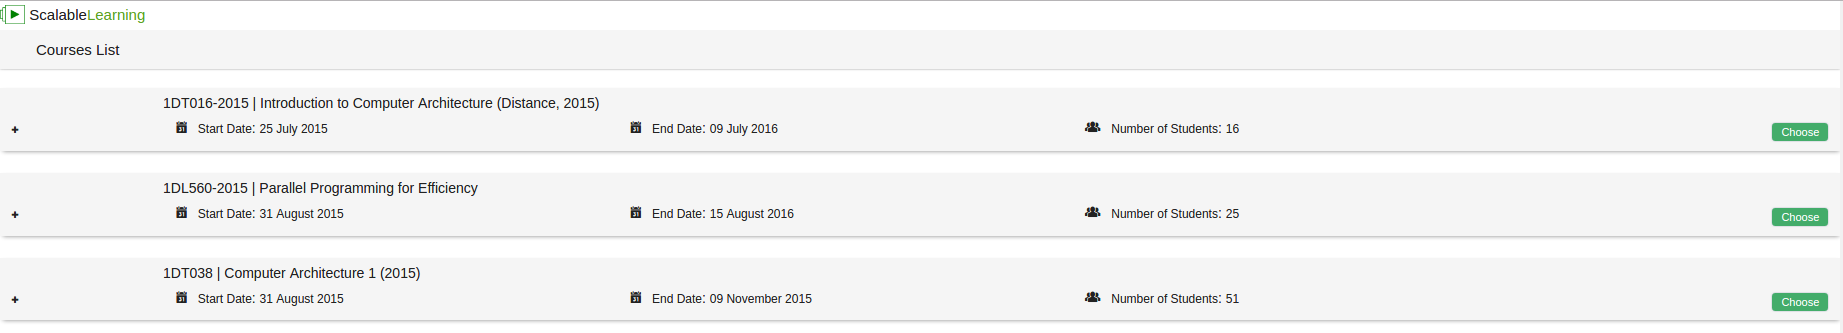 ScalableLearning
Courses List
1DT016-2015 | Introduction to Computer Architecture (Distance, 2015)
+ Start Date: 25 July 2015 End Date: 09 July 2016 Number of Students: 16 Choose
1DL560-2015 | Parallel Programming for Efficiency
+ Start Date: 31 August 2015 End Date: 15 August 2016 Number of Students: 25 Choose
1DT038 | Computer Architecture 1 (2015)
+ Start Date: 31 August 2015 End Date: 09 November 2015 Number of Students: 51 Choose